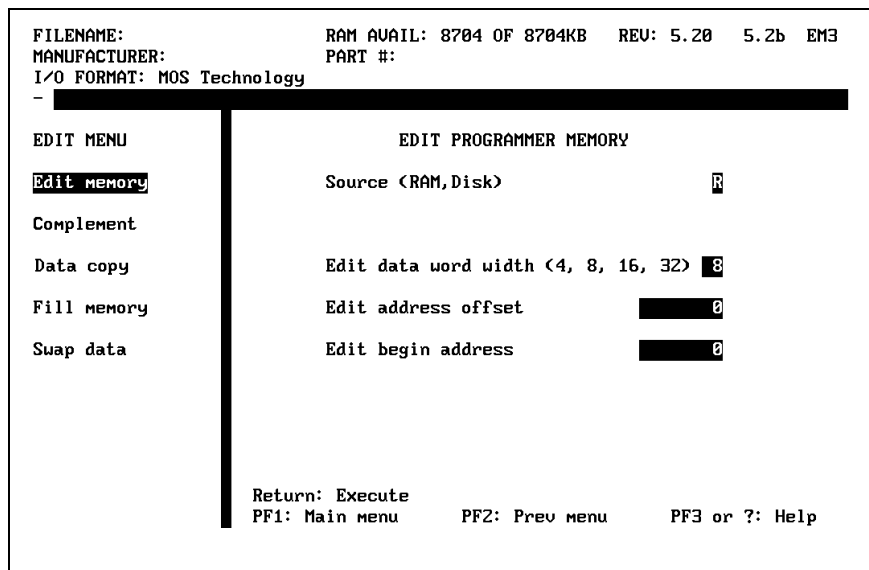 FILENAME: RAM AVAIL: 8704 OF 8704KB REV: 5.20 5.2b EM3
MANUFACTURER: PART #:
I/O FORMAT: MOS Technology
-
EDIT MENU EDIT PROGRAMMER MEMORY
Edit memory Source (RAM,Disk) R
Complement
Data copy Edit data word width (4, 8, 16, 32) 8
Fill memory Edit address offset 0
Swap data Edit begin address 0
Return: Execute
PF1: Main menu PF2: Prev menu PF3 or ?: Help